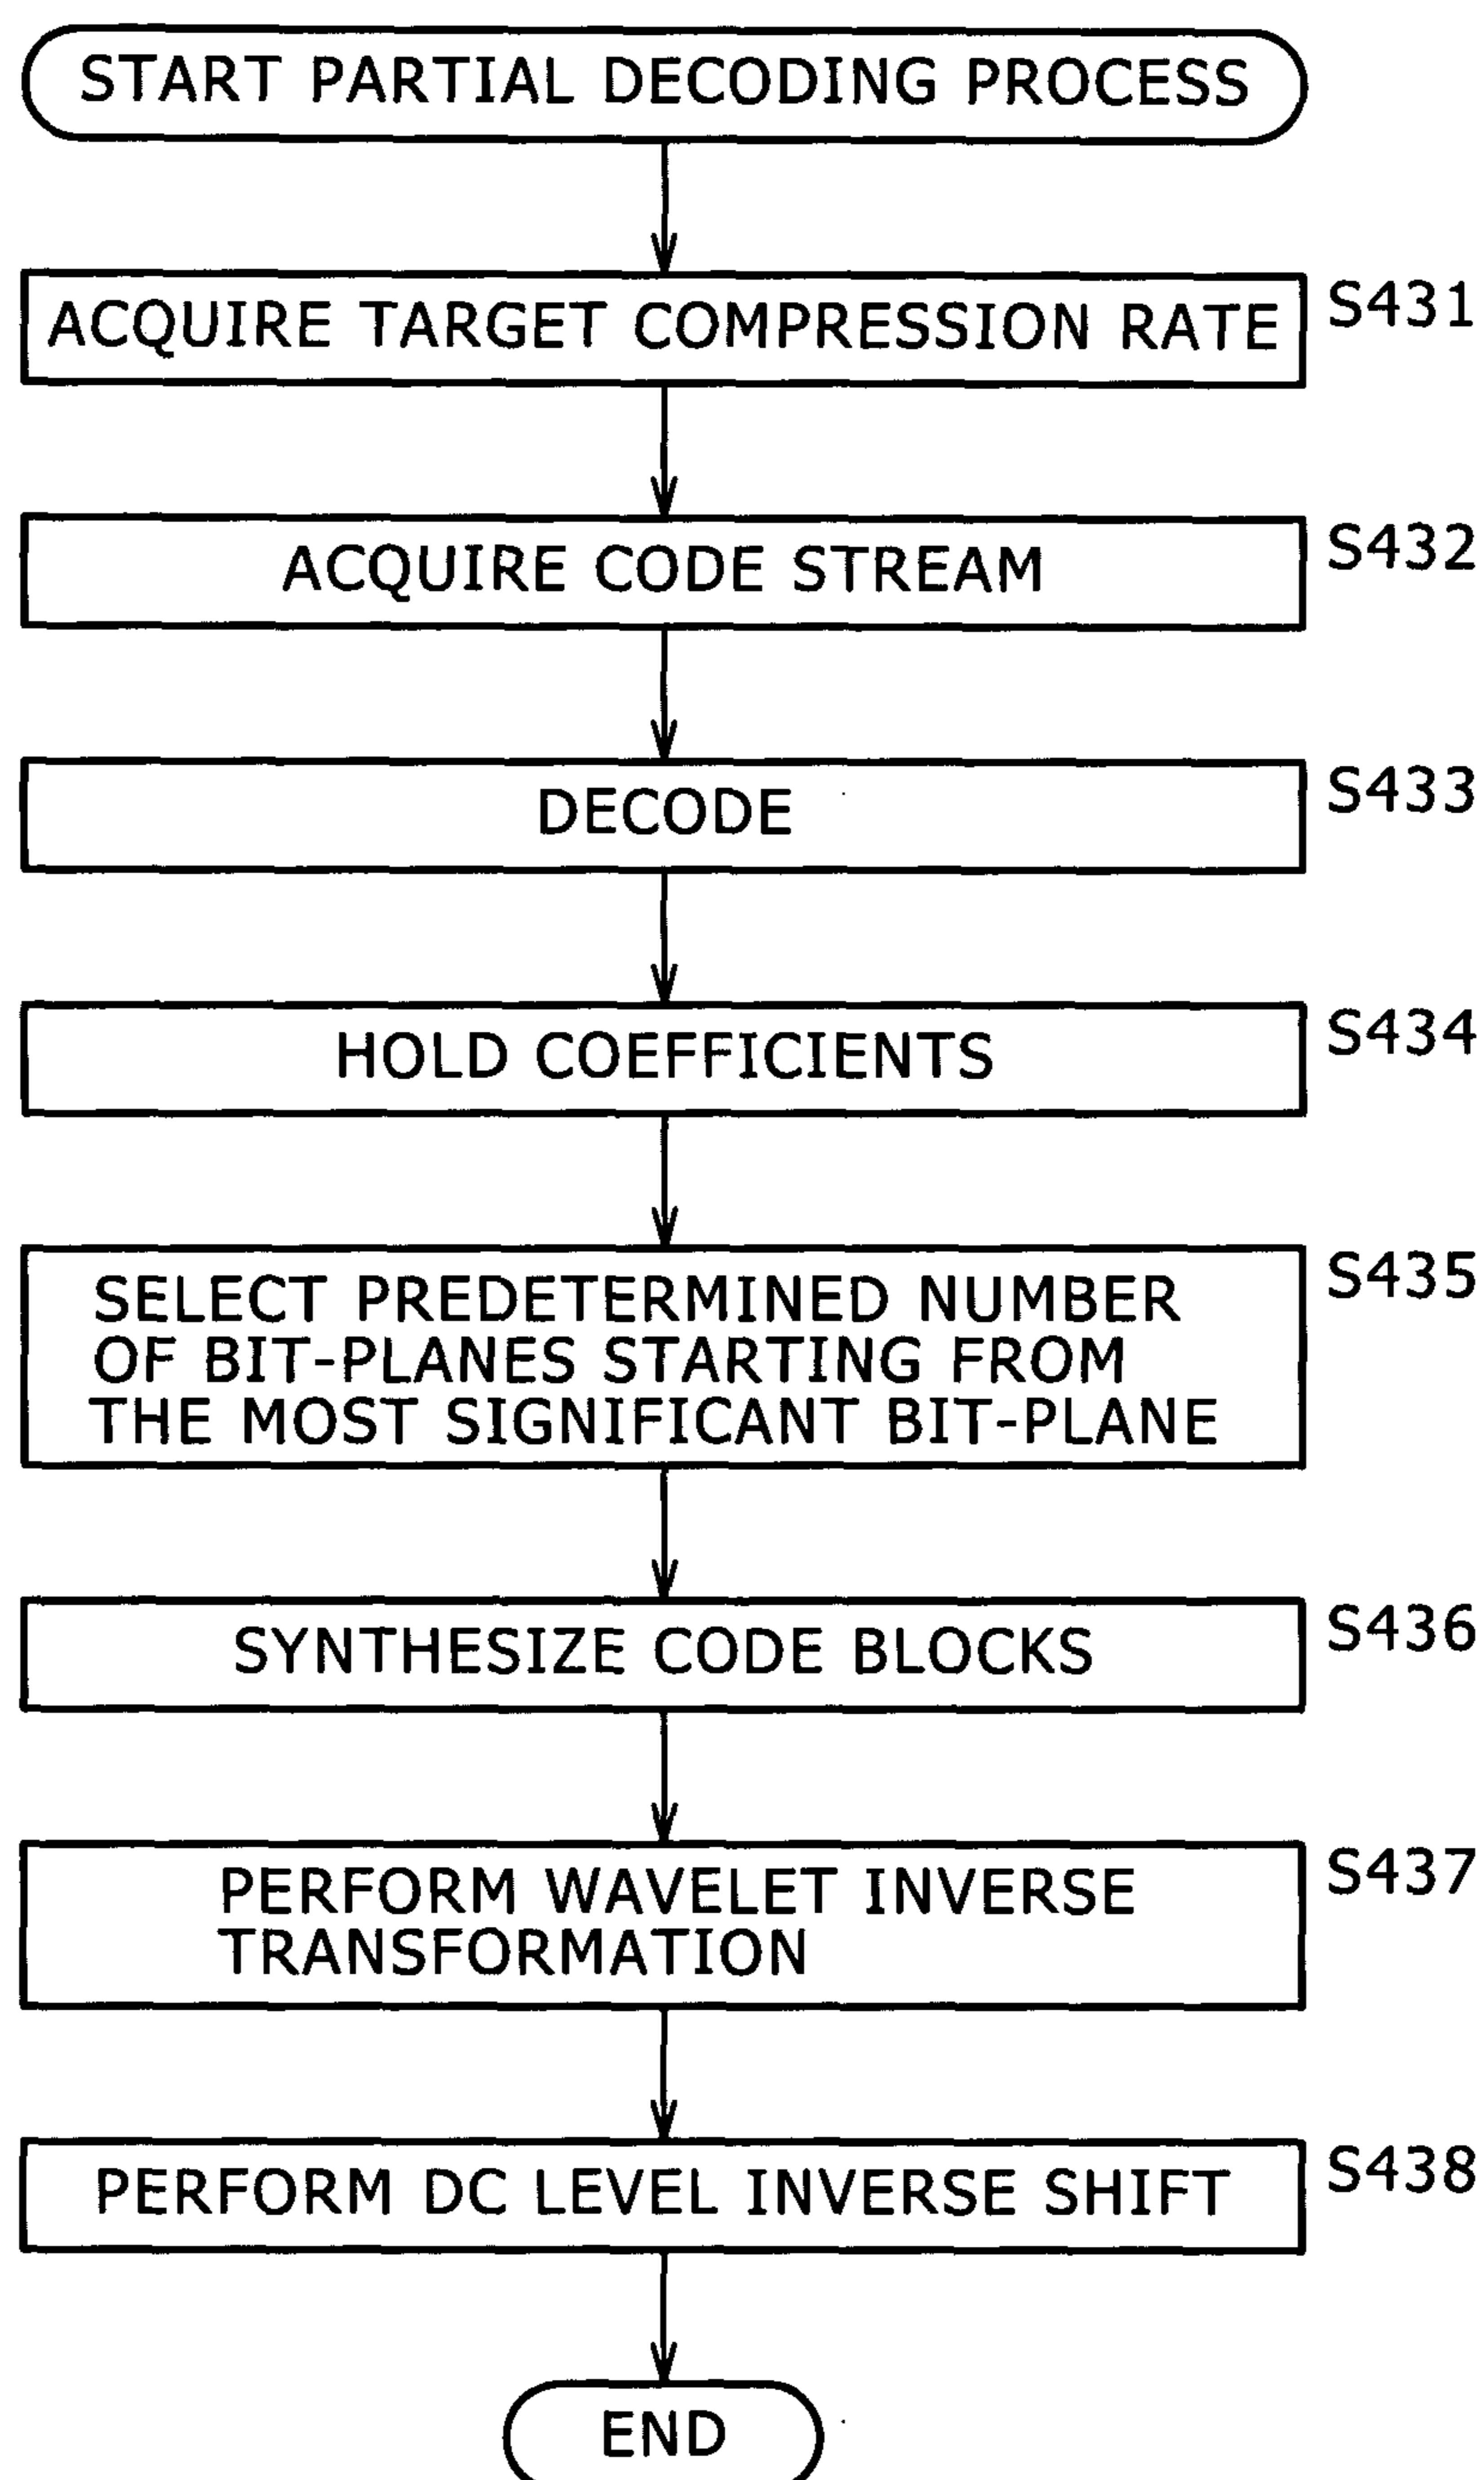 START PARTIAL DECODING PROCESS
ACQUIRE TARGET COMPRESSION RATE
S431
ACQUIRE CODE STREAM
S432
DECODE
S433
HOLD COEFFICIENTS
S434
SELECT PREDETERMINED NUMBER
OF BIT-PLANES STARTING FROM
THE MOST SIGNIFICANT BIT-PLANE
S435
SYNTHESIZE CODE BLOCKS
S436
PERFORM WAVELET INVERSE
TRANSFORMATION
S437
PERFORM DC LEVEL INVERSE SHIFT
S438
END